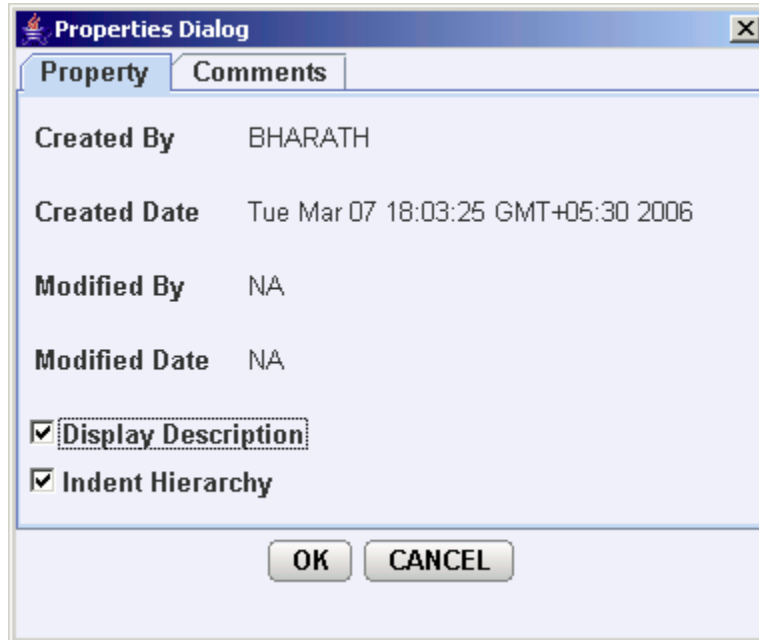 Properties Dialog
Property Comments
Created By BHARATH
Created Date Tue Mar 07 18:03:25 GMT+05:30 2006
Modified By NA
Modified Date NA
Display Description
Indent Hierarchy
OK CANCEL